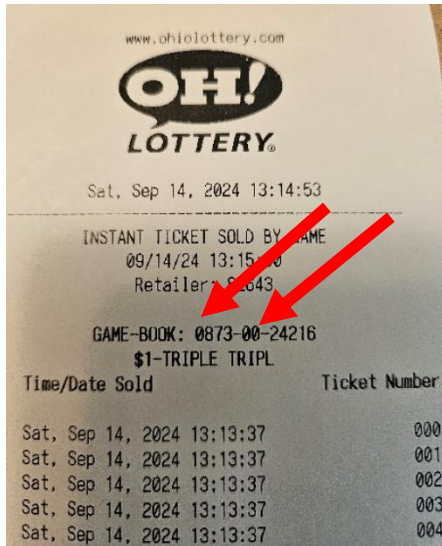 www.ohiolottery.com
OH!
LOTTERY®
Sat, Sep 14, 2024 13:14:53
INSTANT TICKET SOLD BY GAME
09/14/24 13:15
Retailer:
GAME-BOOK: 0873-00-24216
$1-TRIPLE TRIPL
Time/Date Sold Ticket Number
Sat, Sep 14, 2024 13:13:37 000
Sat, Sep 14, 2024 13:13:37 001
Sat, Sep 14, 2024 13:13:37 002
Sat, Sep 14, 2024 13:13:37 003
Sat, Sep 14, 2024 13:13:37 004